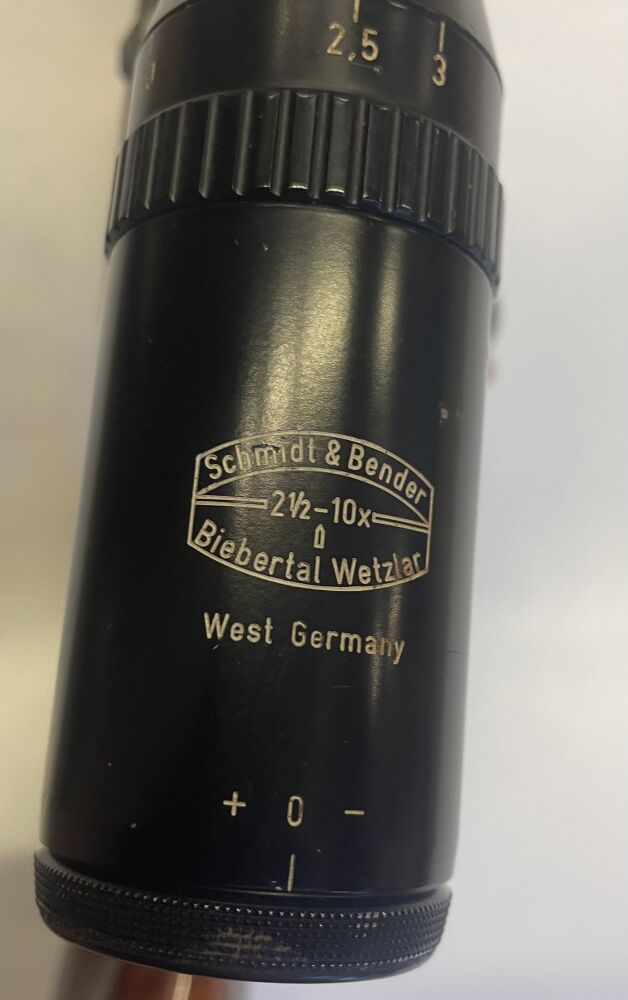 2,5 3
Schmidt & Bender
2½-10x
Biebertal Wetzlar
West Germany
+ 0 -